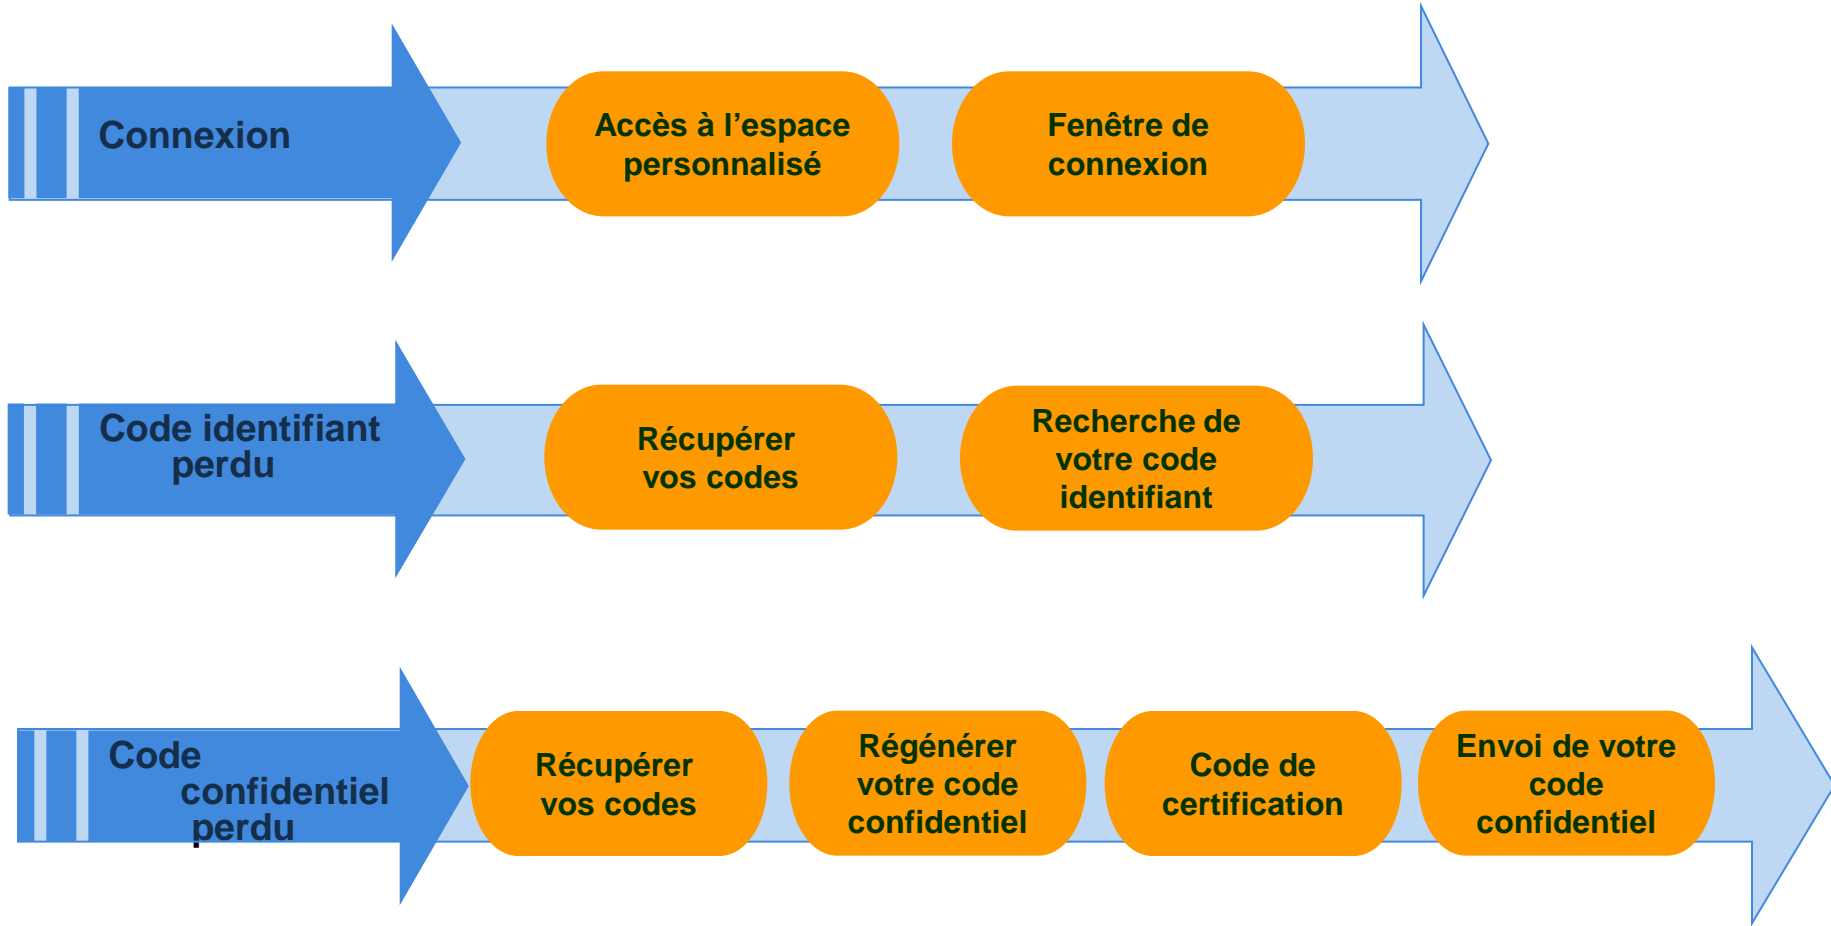 Connexion
Accès à l’espace
personnalisé
Fenêtre de
connexion
Code identifiant
perdu
Récupérer
vos codes
Recherche de
votre code
identifiant
Code
confidentiel
perdu
Récupérer
vos codes
Régénérer
votre code
confidentiel
Code de
certification
Envoi de votre
code
confidentiel